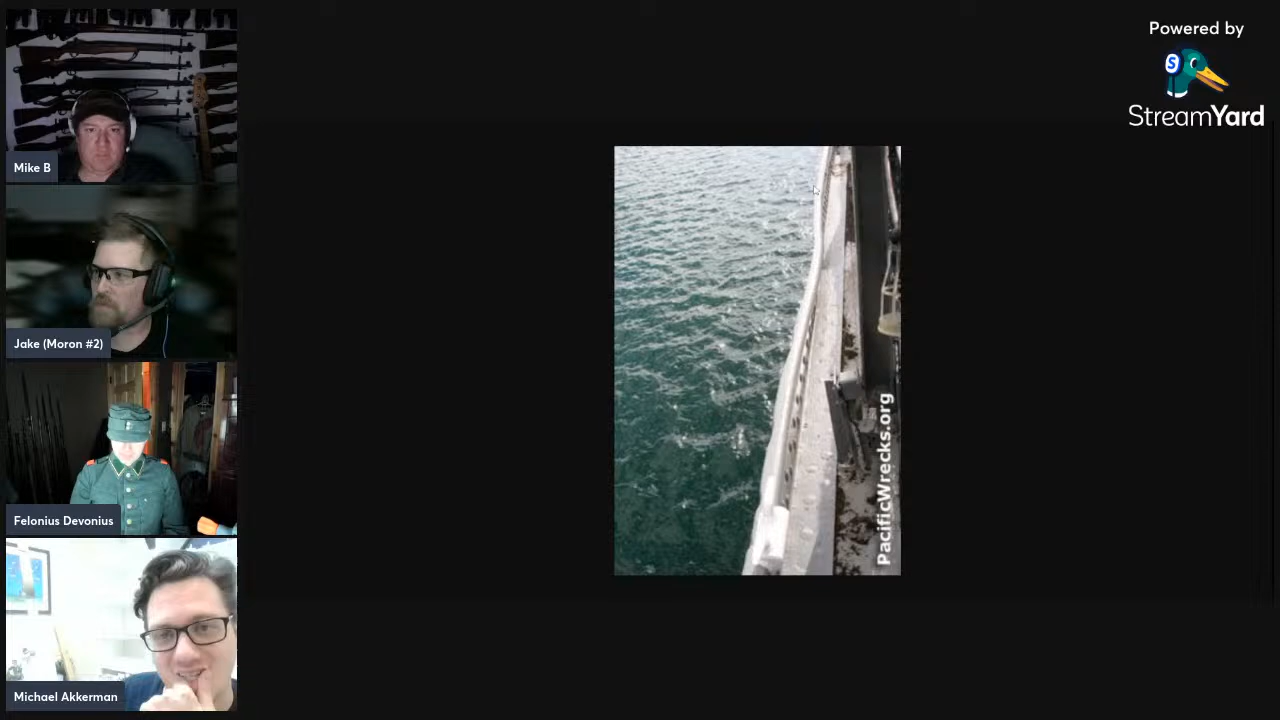 Mike B
Jake (Moron #2)
Felonius Devonius
Michael Akkerman
PacificWrecks.org
Powered by
S
StreamYard